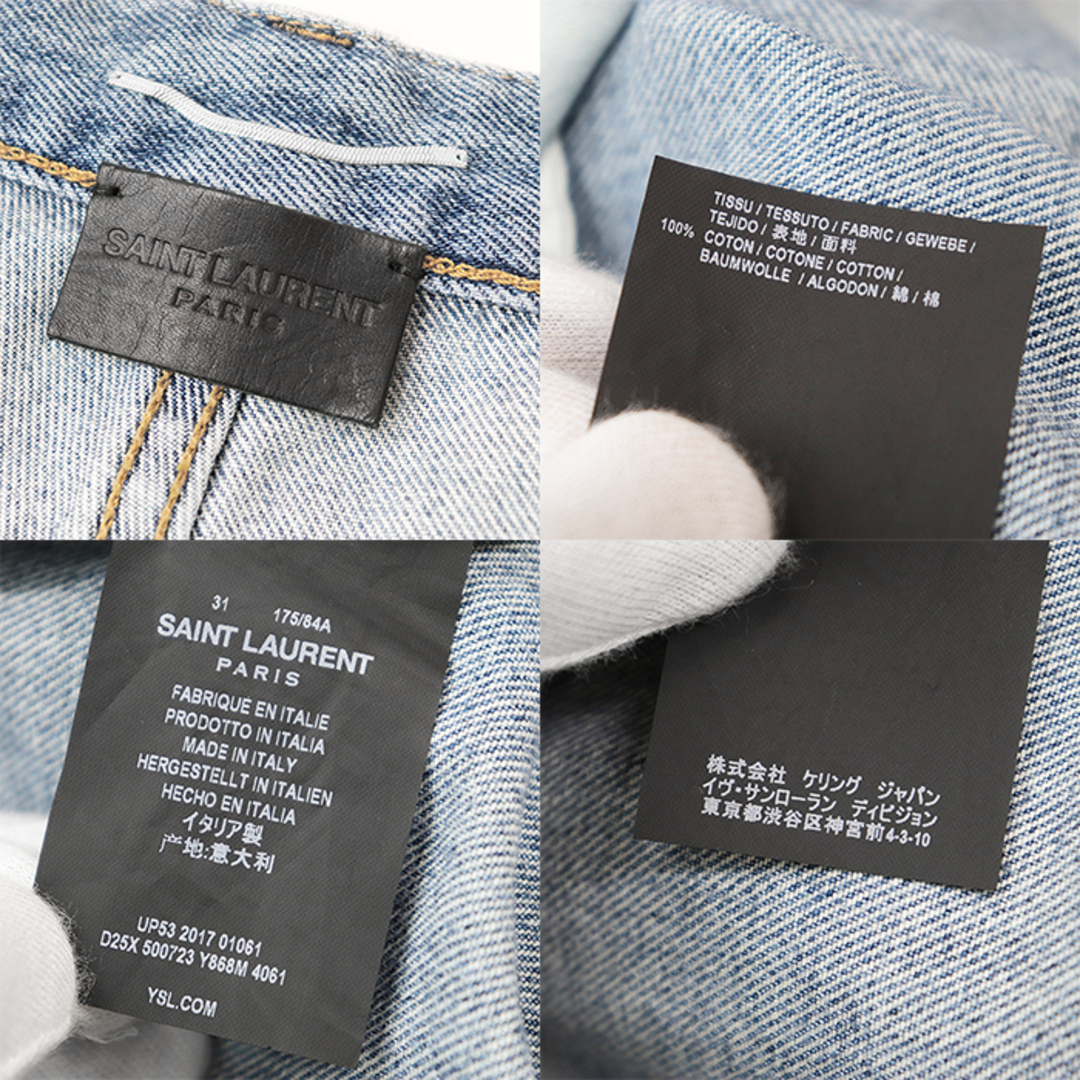 SAINT LAURENT
PARIS
TISSU / TESSUTO / FABRIC / GEWEBE /
TEJIDO / 表地 / 面料
100% COTON / COTONE / COTTON /
BAUMWOLLE / ALGODON / 綿 / 棉
31 175/84A
SAINT LAURENT
PARIS
FABRIQUE EN ITALIE
PRODOTTO IN ITALIA
MADE IN ITALY
HERGESTELLT IN ITALIEN
HECHO EN ITALIA
イタリア製
产地:意大利
UP53 2017 01061
D25X 500723 Y868M 4061
YSL.COM
株式会社 ケリング ジャパン
イヴ・サンローラン ディビジョン
東京都渋谷区神宮前4-3-10